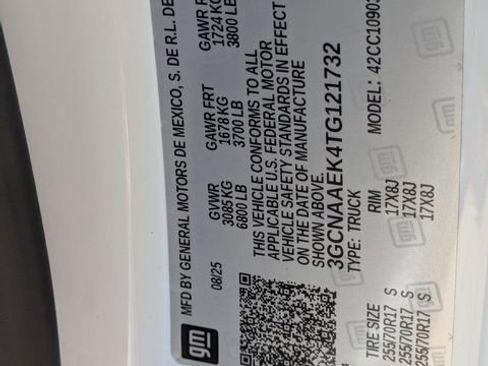 MFD BY GENERAL MOTORS DE MEXICO, S. DE R.L. DE
08/25 GVWR GAWR FRT GAWR R
3085 KG 1678 KG 1724 KG
6800 LB 3700 LB 3800 LB
THIS VEHICLE CONFORMS TO ALL
APPLICABLE U.S. FEDERAL MOTOR
VEHICLE SAFETY STANDARDS IN EFFECT
ON THE DATE OF MANUFACTURE
SHOWN ABOVE.
3GCNAAEK4TG121732
TYPE: TRUCK MODEL: 42CC1090
TIRE SIZE RIM
255/70R17 S 17X8J
255/70R17 S 17X8J
255/70R17 S 17X8J
gm